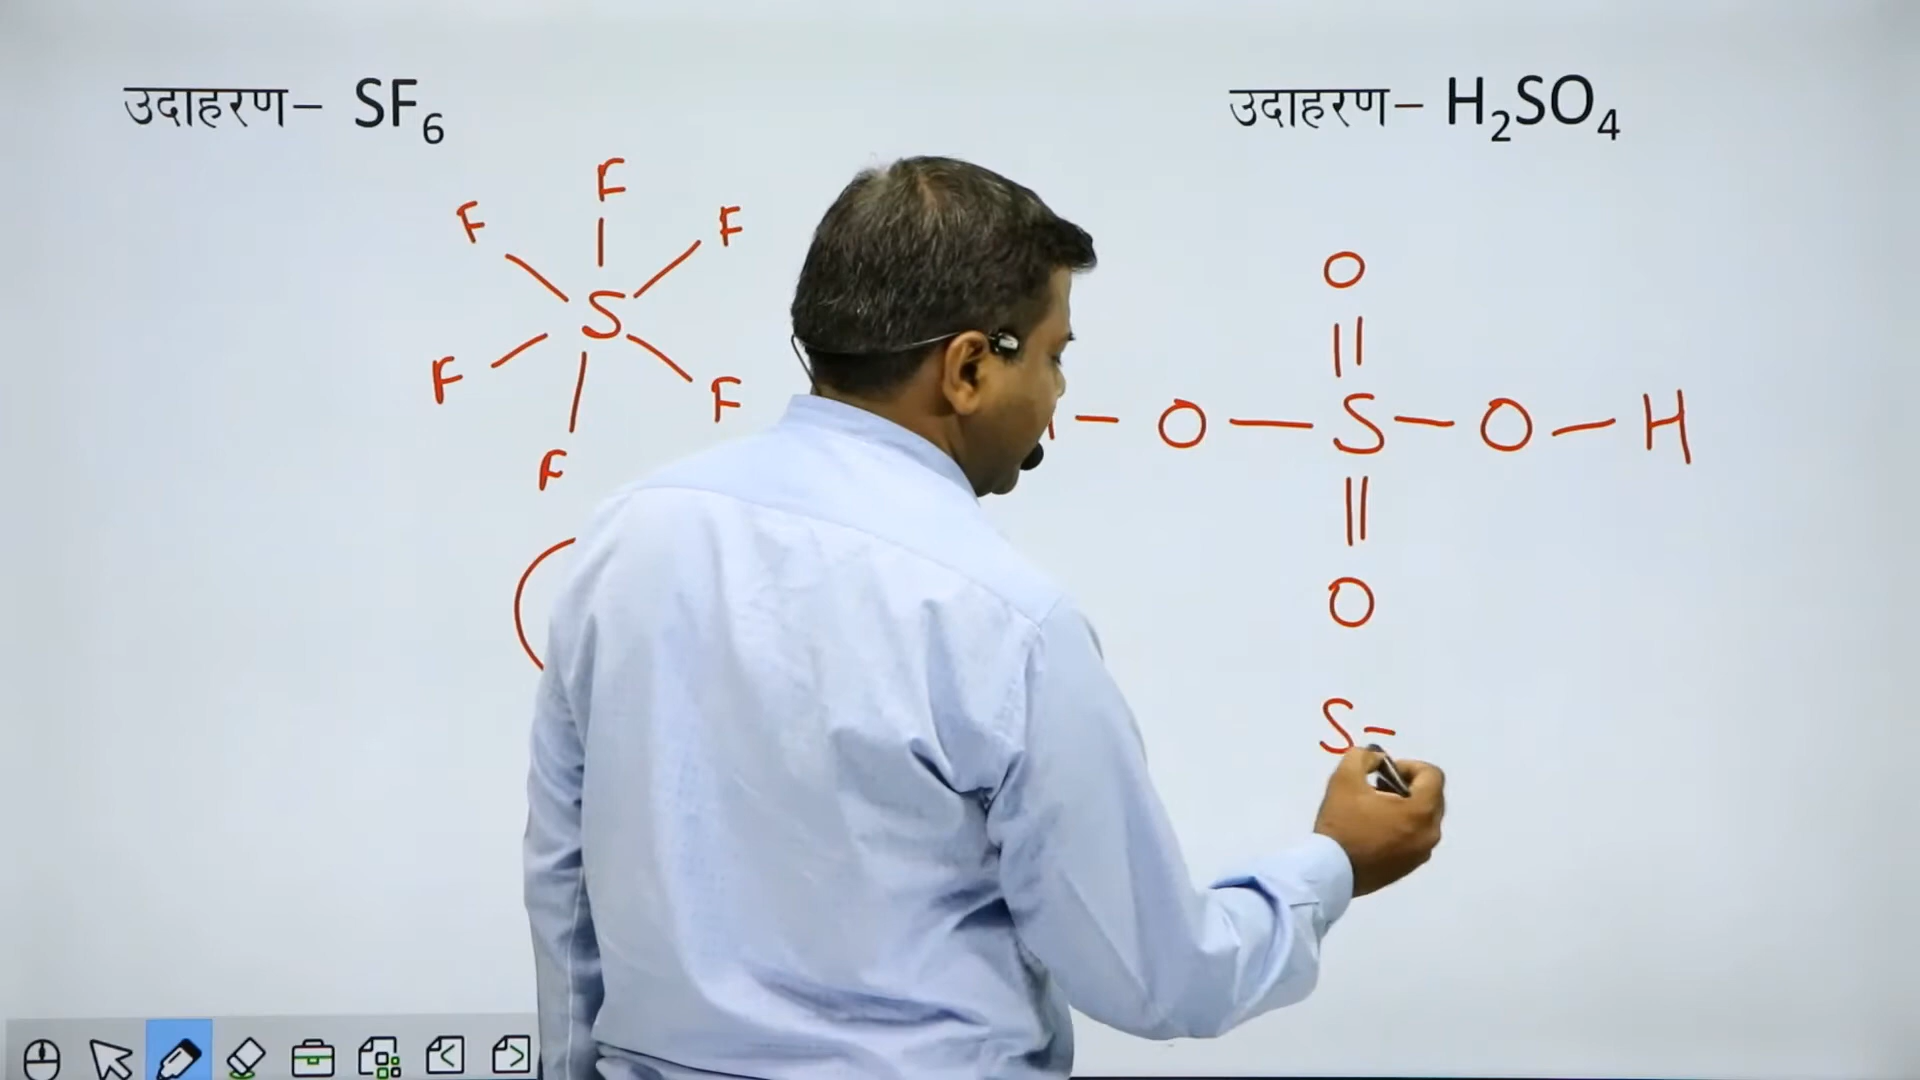 उदाहरण– SF₆
उदाहरण– H₂SO₄
F
F F
S
F F
F
O
O – S – O – H
O
S –